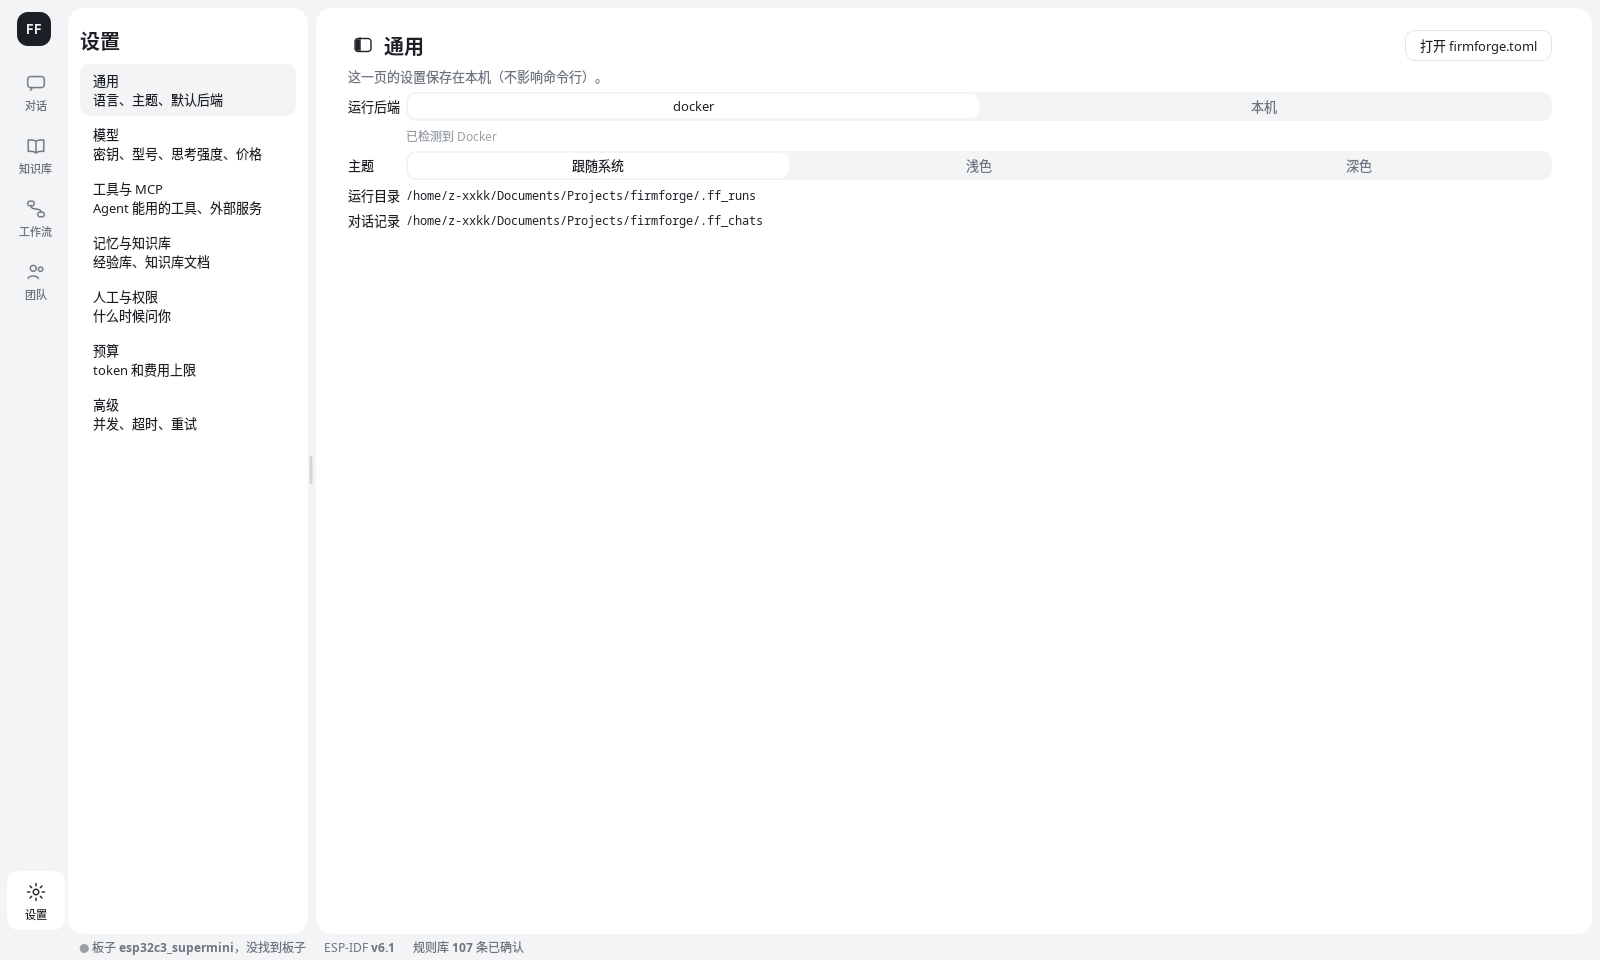 FF
对话
知识库
工作流
团队
设置
设置
通用
语言、主题、默认后端
模型
密钥、型号、思考强度、价格
工具与 MCP
Agent 能用的工具、外部服务
记忆与知识库
经验库、知识库文档
人工与权限
什么时候问你
预算
token 和费用上限
高级
并发、超时、重试
通用
打开 firmforge.toml
这一页的设置保存在本机（不影响命令行）。
运行后端 docker 本机
已检测到 Docker
主题 跟随系统 浅色 深色
运行目录 /home/z-xxkk/Documents/Projects/firmforge/.ff_runs
对话记录 /home/z-xxkk/Documents/Projects/firmforge/.ff_chats
板子 esp32c3_supermini，没找到板子 ESP-IDF v6.1 规则库 107 条已确认